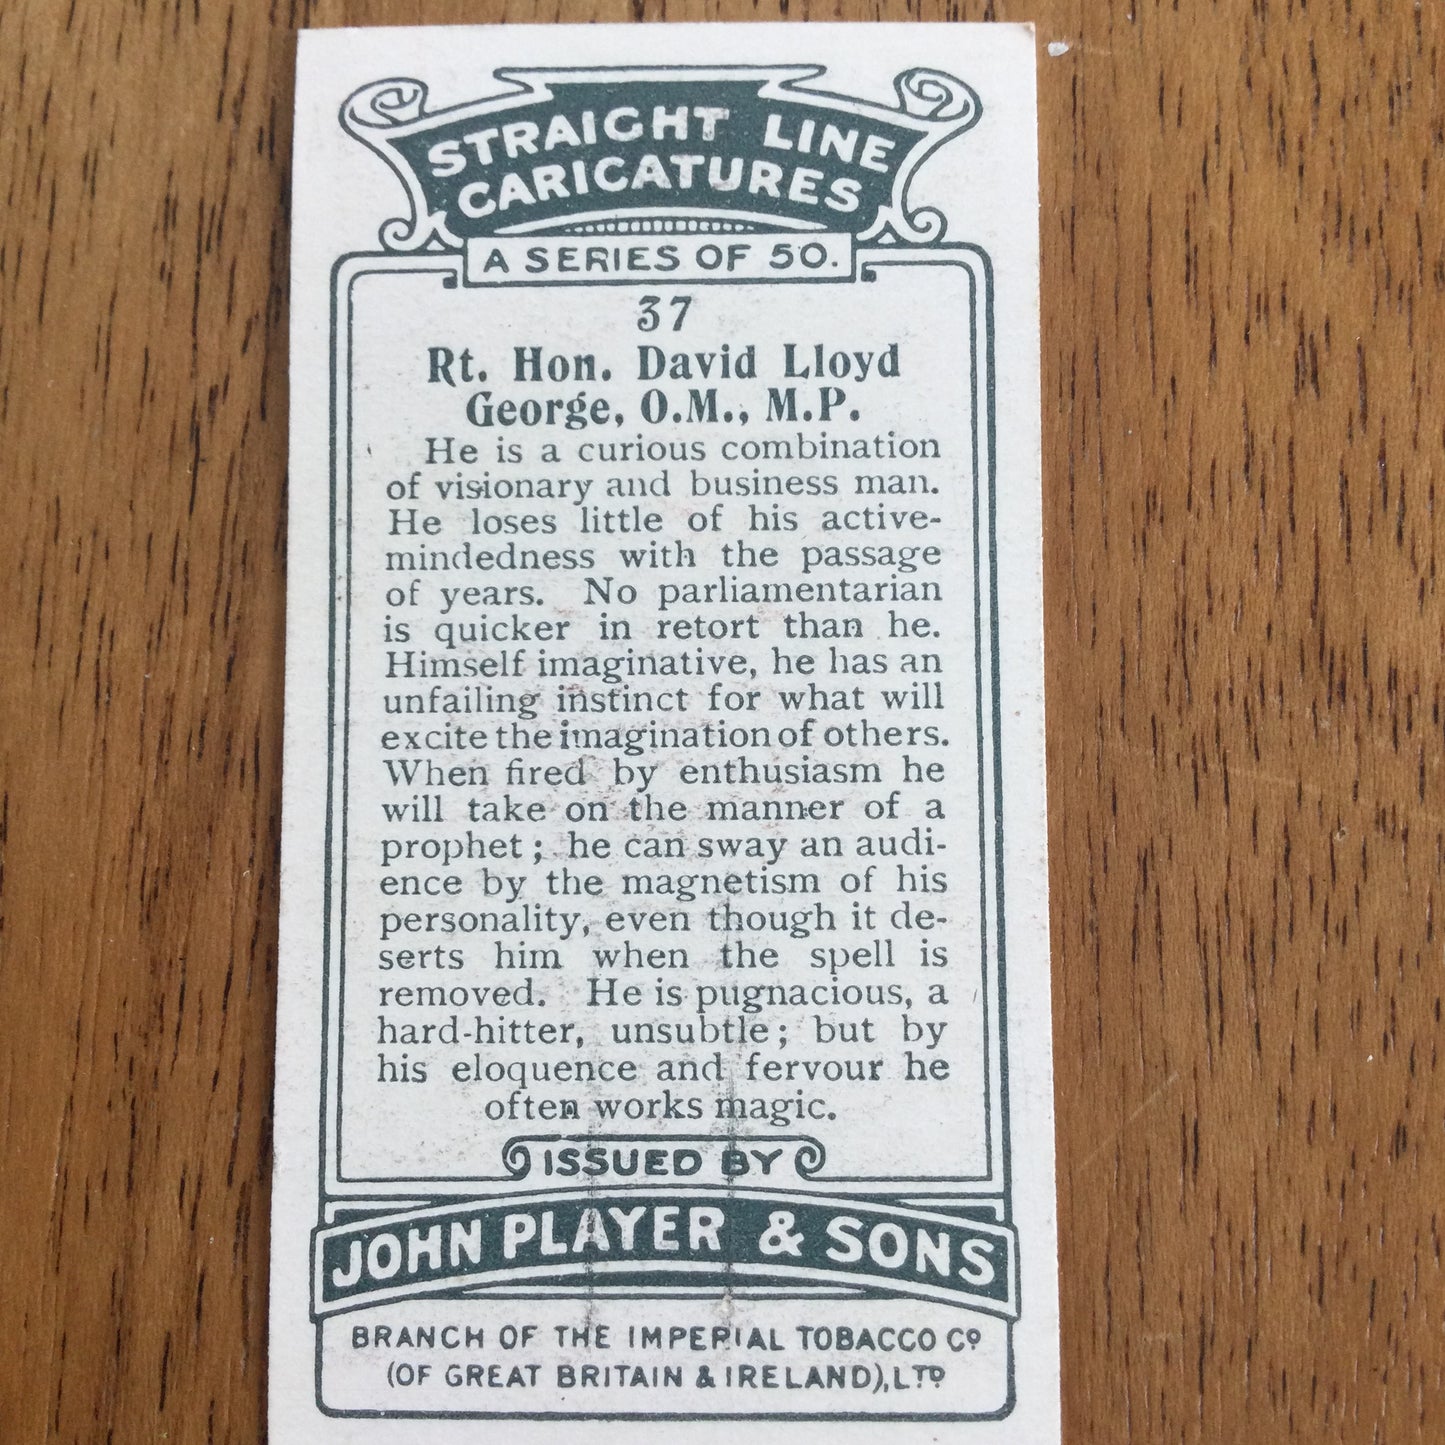 STRAIGHT LINE
CARICATURES
A SERIES OF 50.
37
Rt. Hon. David Lloyd
George, O.M., M.P.
He is a curious combination
of visionary and business man.
He loses little of his active-
mindedness with the passage
of years. No parliamentarian
is quicker in retort than he.
Himself imaginative, he has an
unfailing instinct for what will
excite the imagination of others.
When fired by enthusiasm he
will take on the manner of a
prophet; he can sway an audi-
ence by the magnetism of his
personality, even though it de-
serts him when the spell is
removed. He is pugnacious, a
hard-hitter, unsubtle; but by
his eloquence and fervour he
often works magic.
ISSUED BY
JOHN PLAYER & SONS
BRANCH OF THE IMPERIAL TOBACCO Cº
(OF GREAT BRITAIN & IRELAND), LTD